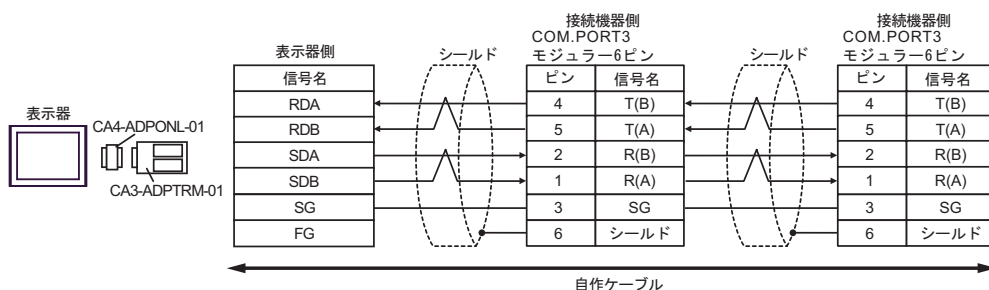 接続機器側
COM.PORT3
モジュラー6ピン
接続機器側
COM.PORT3
モジュラー6ピン
表示器側
シールド
シールド
信号名
ピン
信号名
ピン
信号名
RDA
4
T(B)
4
T(B)
RDB
5
T(A)
5
T(A)
SDA
2
R(B)
2
R(B)
SDB
1
R(A)
1
R(A)
SG
3
SG
3
SG
FG
6
シールド
6
シールド
表示器
CA4-ADPONL-01
CA3-ADPTRM-01
自作ケーブル